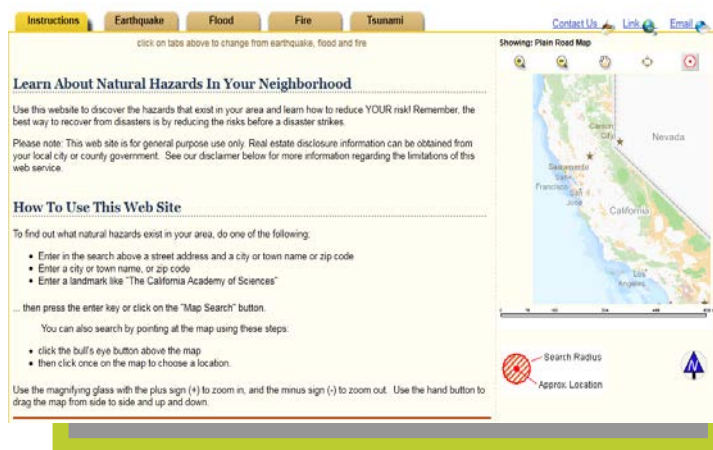 Instructions Earthquake Flood Fire Tsunami
Contact Us Link Email
click on tabs above to change from earthquake, flood and fire
Showing: Plain Road Map
Learn About Natural Hazards In Your Neighborhood
Use this website to discover the hazards that exist in your area and learn how to reduce YOUR risk! Remember, the
best way to recover from disasters is by reducing the risks before a disaster strikes.
Please note: This web site is for general purpose use only. Real estate disclosure information can be obtained from
your local city or county government. See our disclaimer below for more information regarding the limitations of this
web service.
How To Use This Web Site
To find out what natural hazards exist in your area, do one of the following:
• Enter in the search above a street address and a city or town name or zip code
• Enter a city or town name, or zip code
• Enter a landmark like "The California Academy of Sciences"
... then press the enter key or click on the "Map Search" button.
You can also search by pointing at the map using these steps:
• click the bull's eye button above the map
• then click once on the map to choose a location.
Use the magnifying glass with the plus sign (+) to zoom in, and the minus sign (-) to zoom out. Use the hand button to
drag the map from side to side and up and down.
Carson
City
Nevada
Sacramento
San
Francisco
San
Jose
California
Los
Angeles
Search Radius
Approx. Location
N